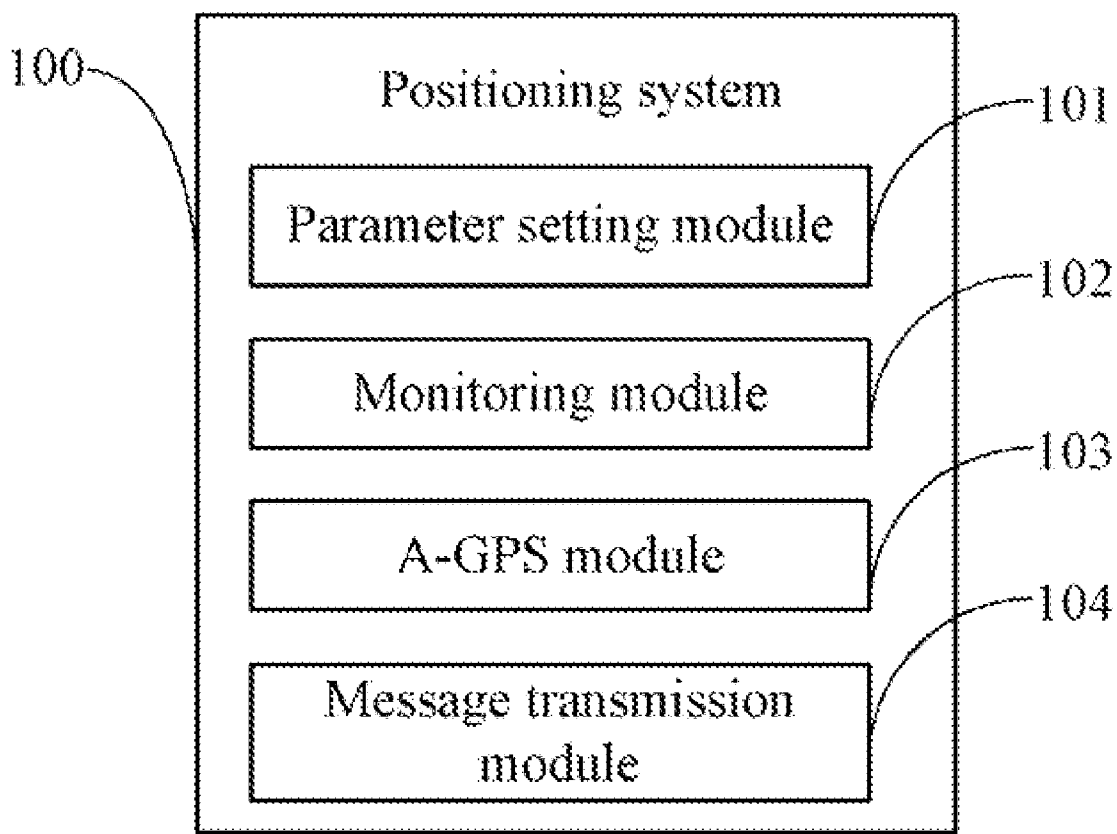 100
Positioning system
101
Parameter setting module
102
Monitoring module
103
A-GPS module
104
Message transmission
module